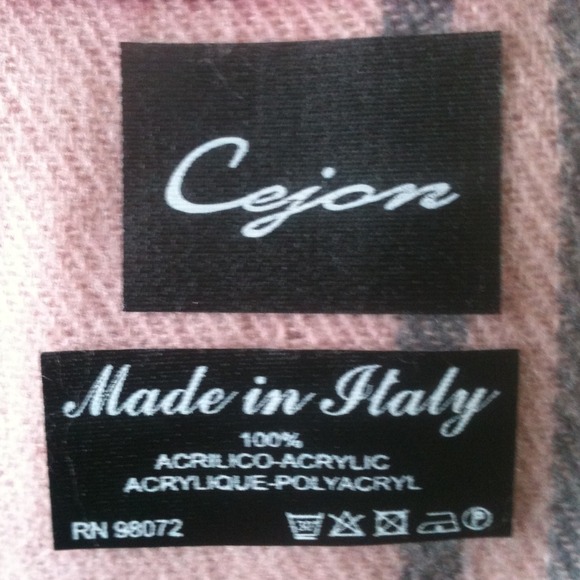 Cejon
Made in Italy
100%
ACRILICO-ACRYLIC
ACRYLIQUE-POLYACRYL
RN 98072
P